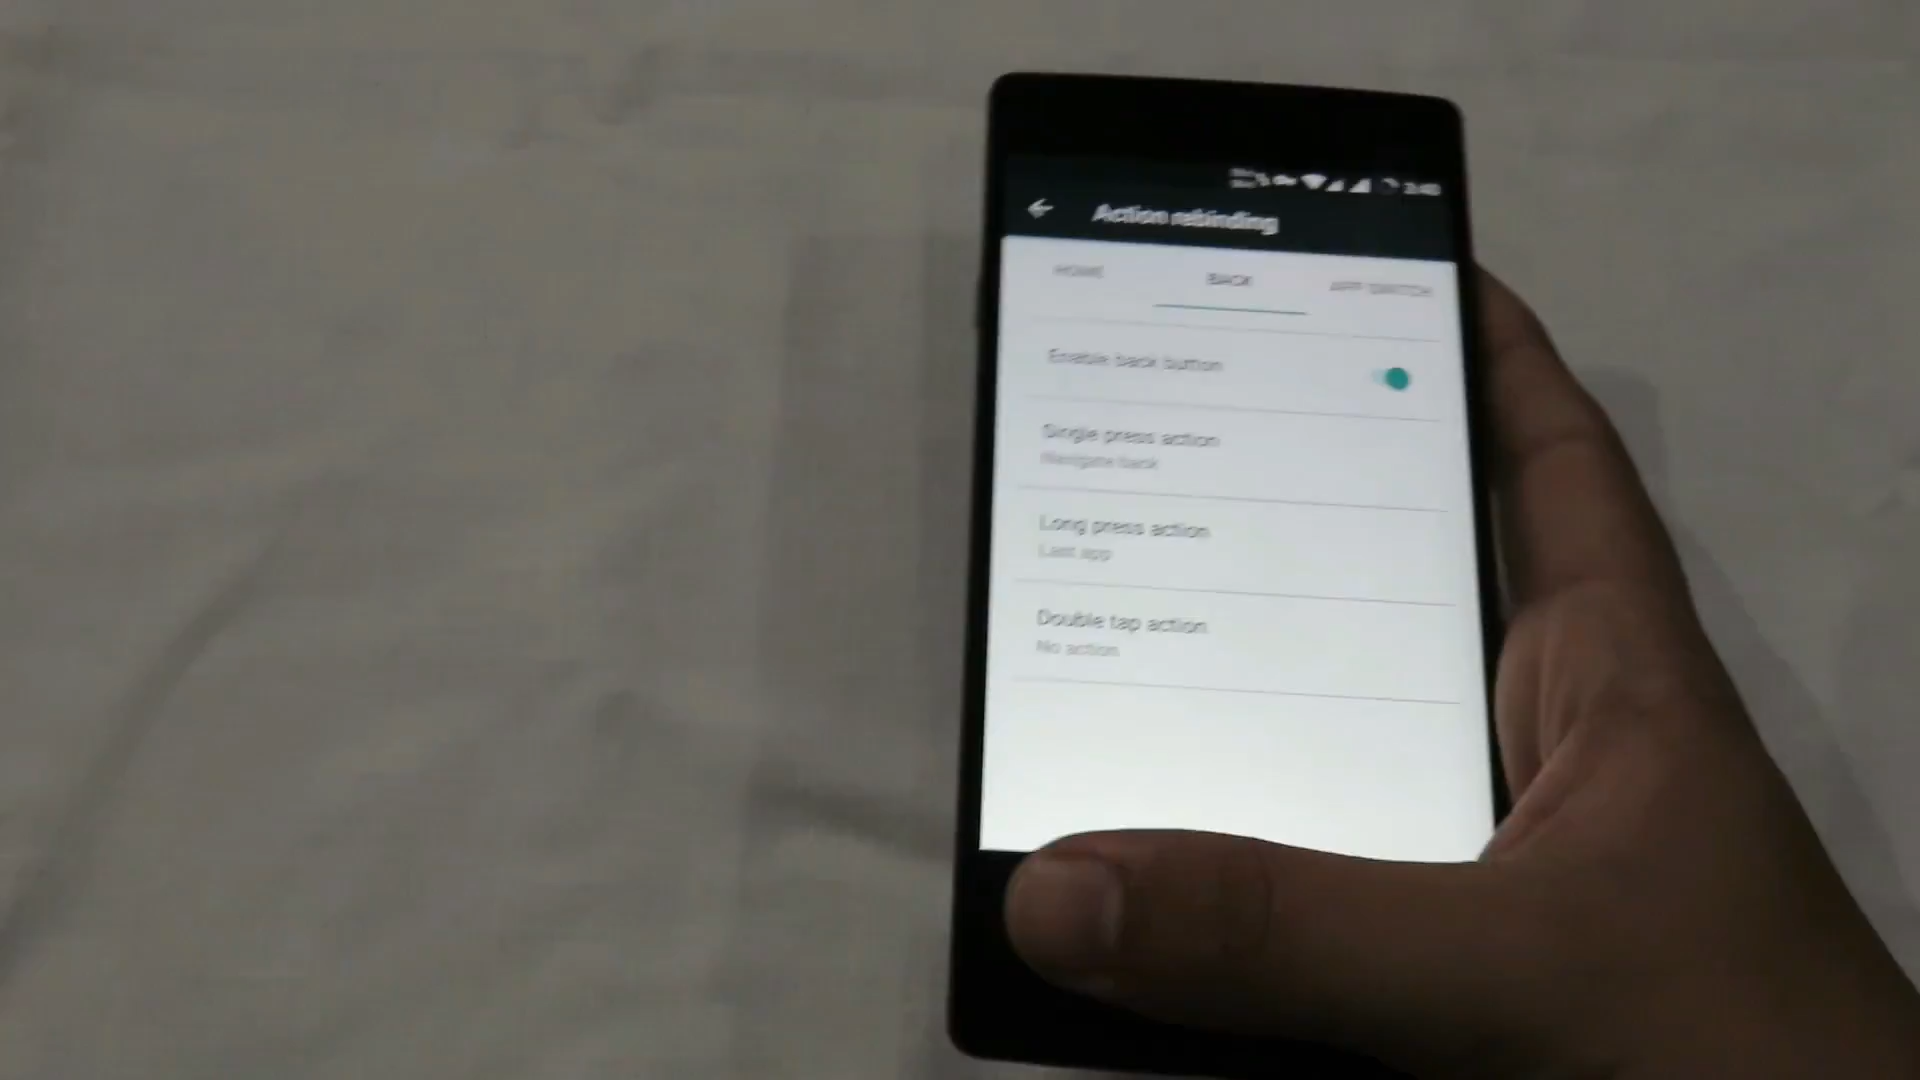 Action rebinding
HOME BACK APP SWITCH
Enable back button
Single press action
Navigate back
Long press action
Last app
Double tap action
No action